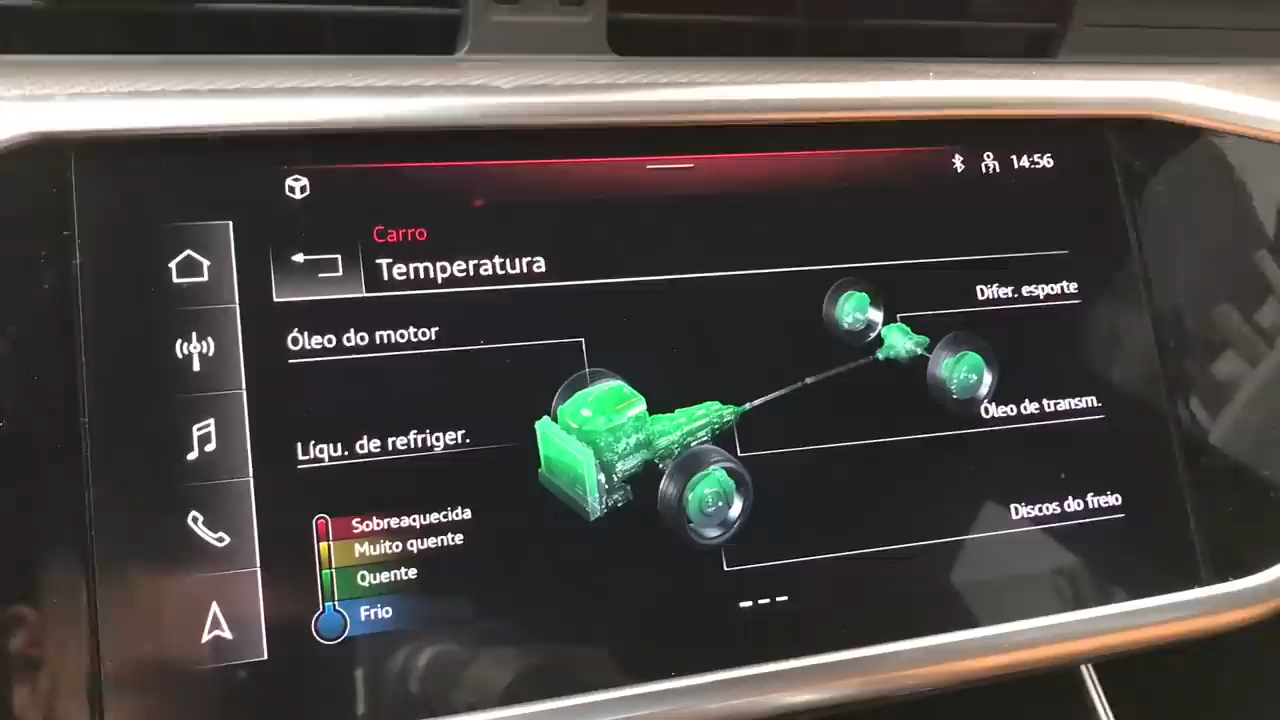 14:56
Carro
Temperatura
Difer. esporte
Óleo do motor
Óleo de transm.
Líqu. de refriger.
Discos do freio
Sobreaquecida
Muito quente
Quente
Frio